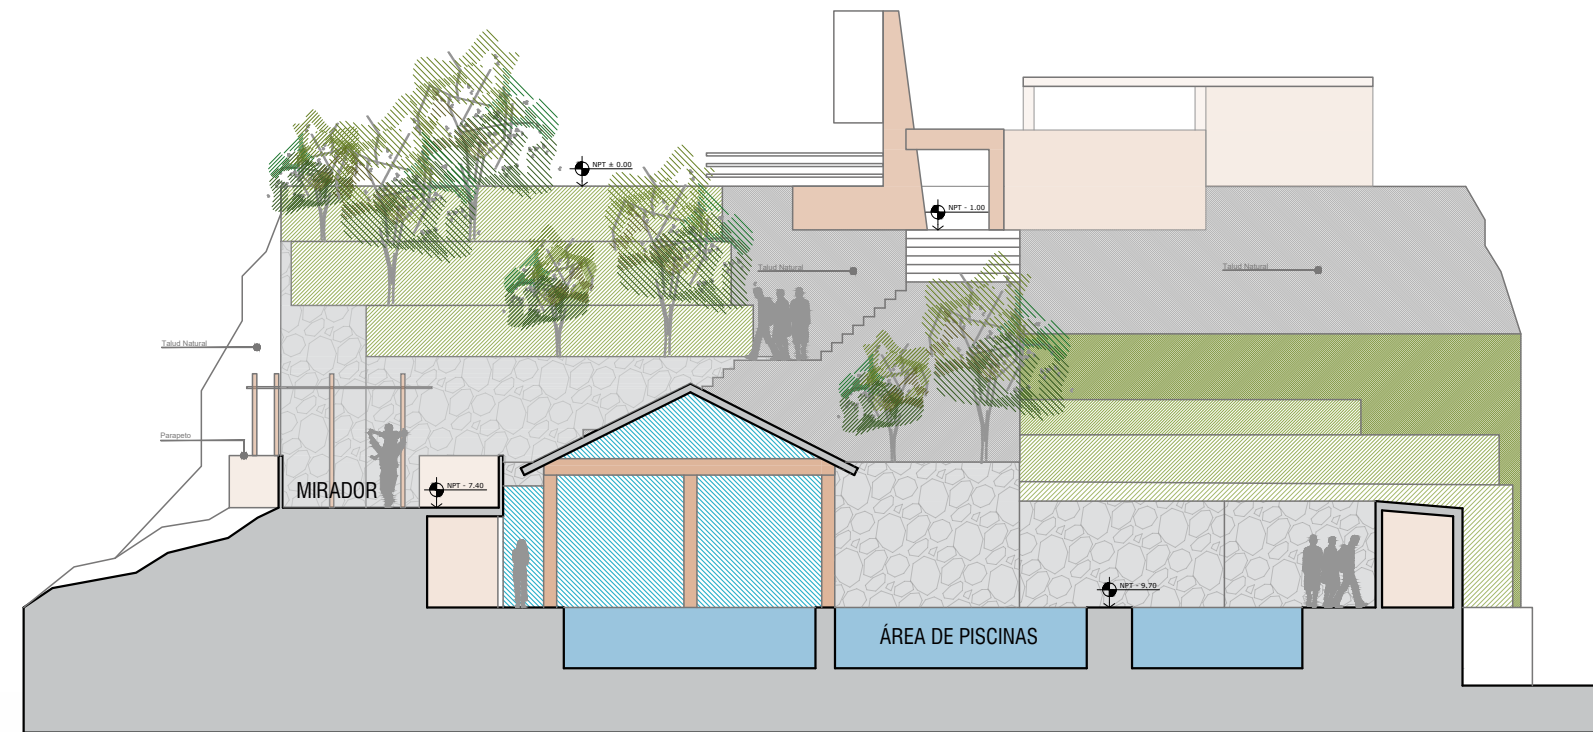 NPT ± 0.00
NPT - 1.00
Talud Natural
Talud Natural
Talud Natural
Parapeto
MIRADOR
NPT - 7.40
NPT - 9.70
ÁREA DE PISCINAS